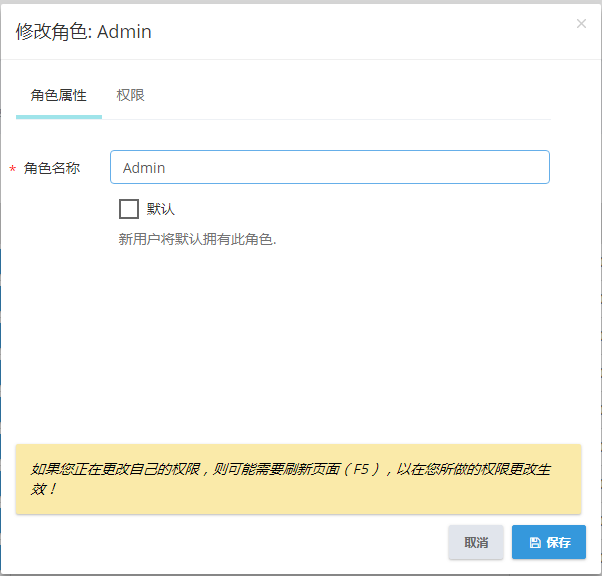 修改角色: Admin
×
角色属性 权限
* 角色名称 Admin
默认
新用户将默认拥有此角色.
如果您正在更改自己的权限，则可能需要刷新页面（F5），以在您所做的权限更改生
效！
取消 保存